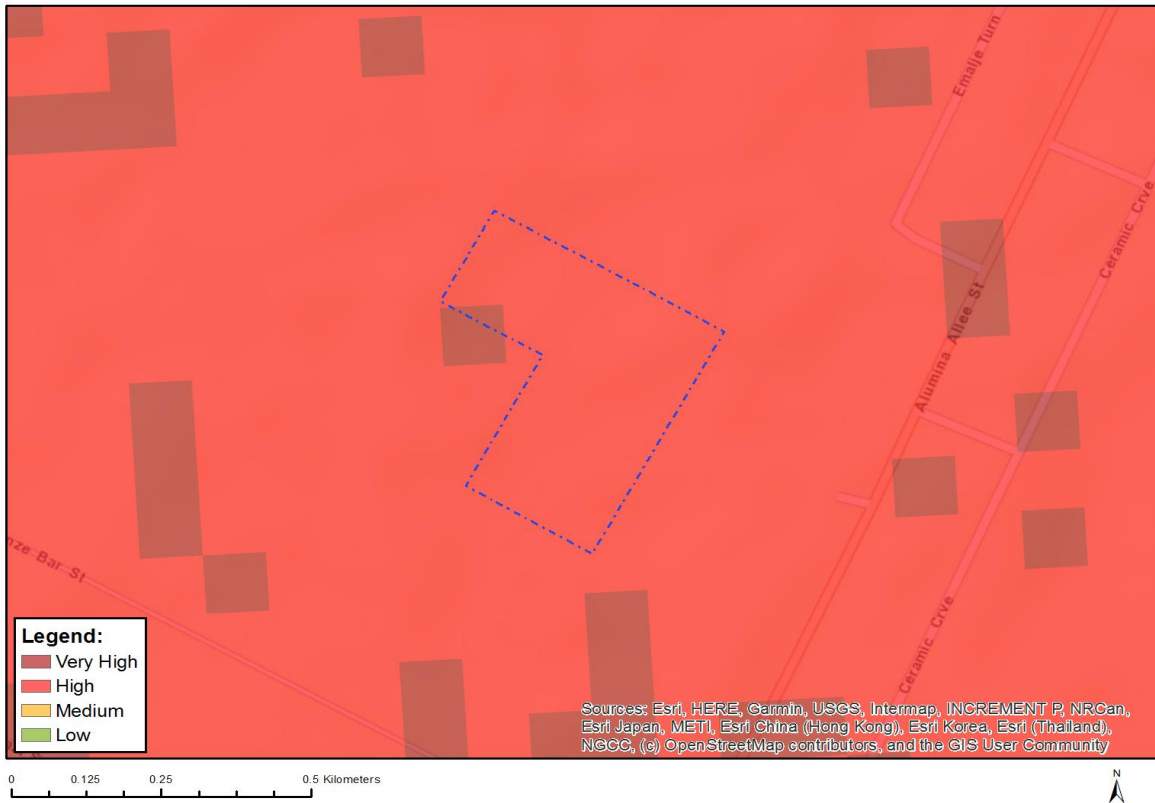 Emalje Turn
Ceramic Crve
Alumina Allee St
nze Bar St
Ceramic Crve
Legend:
Very High
High
Medium
Low
Sources: Esri, HERE, Garmin, USGS, Intermap, INCREMENT P, NRCan,
Esri Japan, METI, Esri China (Hong Kong), Esri Korea, Esri (Thailand),
NGCC, (c) OpenStreetMap contributors, and the GIS User Community
0 0.125 0.25 0.5 Kilometers
N